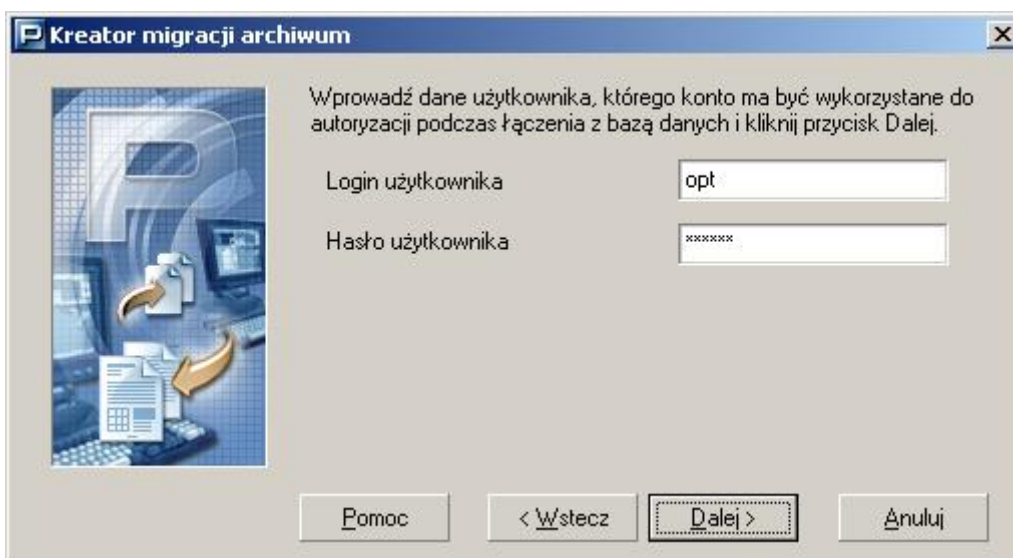 Kreator migracji archiwum
Wprowadź dane użytkownika, którego konto ma być wykorzystane do
autoryzacji podczas łączenia z bazą danych i kliknij przycisk Dalej.
Login użytkownika
opt
Hasło użytkownika
******
Pomoc
< Wstecz
Dalej >
Anuluj